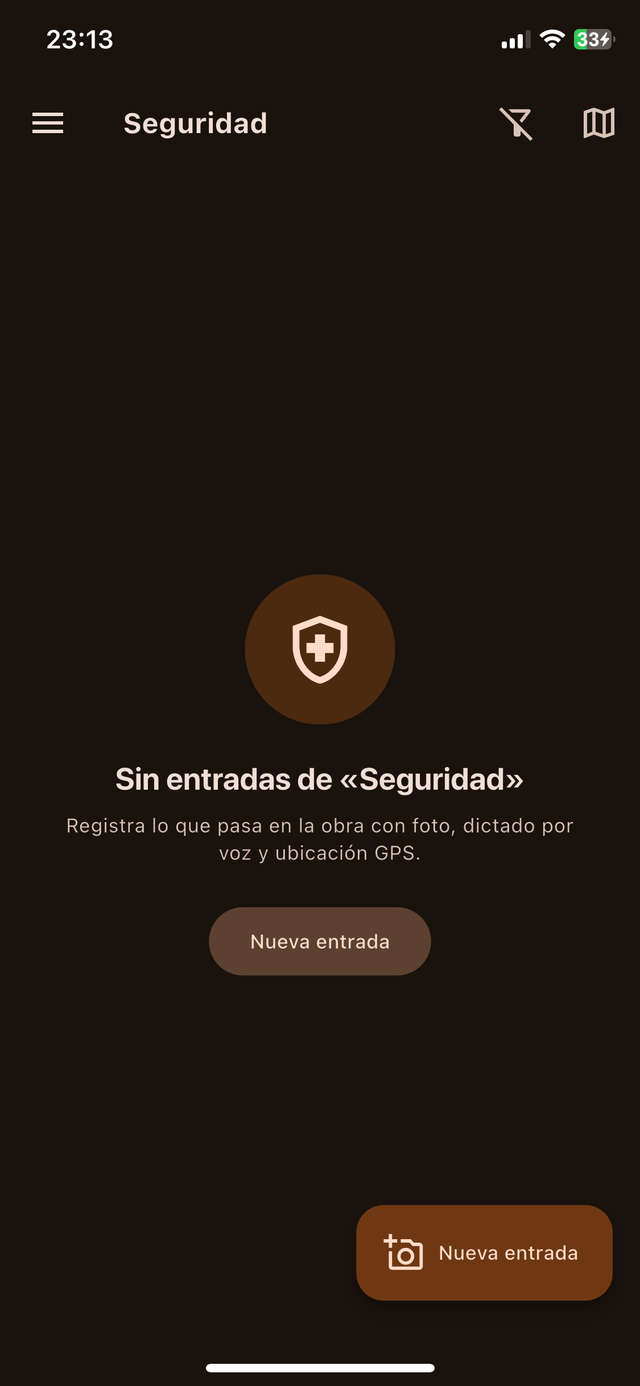 23:13
33
Seguridad
Sin entradas de «Seguridad»
Registra lo que pasa en la obra con foto, dictado por
voz y ubicación GPS.
Nueva entrada
Nueva entrada